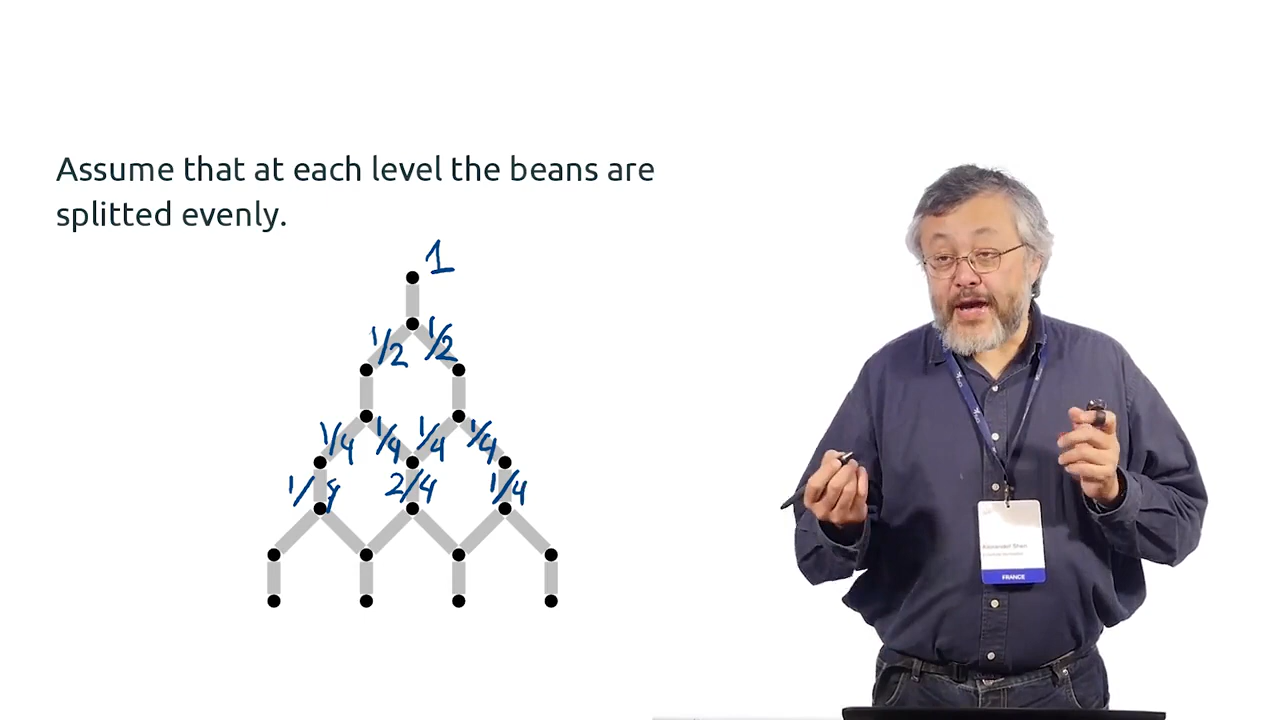 Assume that at each level the beans are
splitted evenly.
1
1/2 1/2
1/4 1/4 1/4 1/4
1/4 2/4 1/4
FRANCE